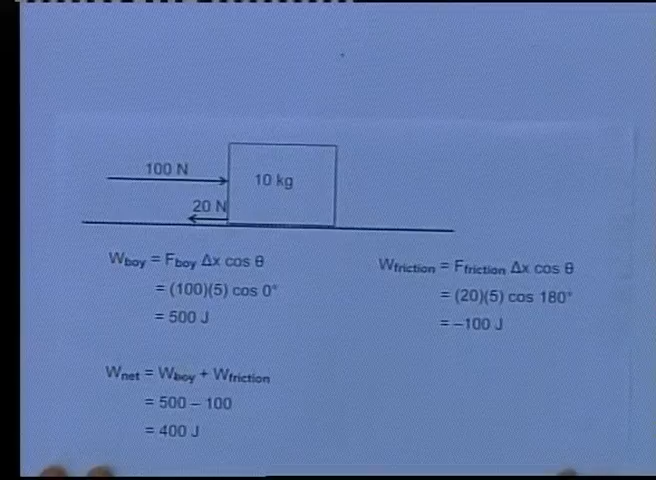 100 N
10 kg
20 N
Wboy = Fboy Δx cos θ
= (100)(5) cos 0°
= 500 J
Wfriction = Ffriction Δx cos θ
= (20)(5) cos 180°
= –100 J
Wnet = Wboy + Wfriction
= 500 – 100
= 400 J